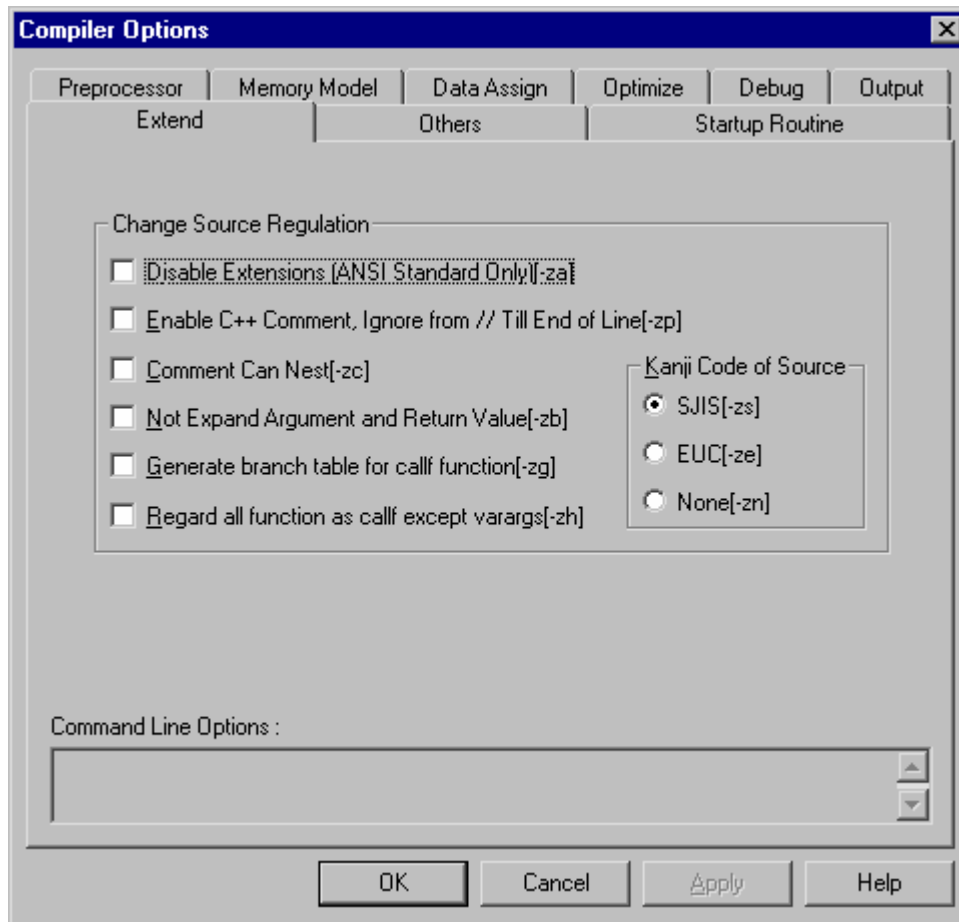 Compiler Options
Preprocessor Memory Model Data Assign Optimize Debug Output
Extend Others Startup Routine
Change Source Regulation
Disable Extensions (ANSI Standard Only)[-za]
Enable C++ Comment, Ignore from // Till End of Line[-zp]
Comment Can Nest[-zc]
Kanji Code of Source
SJIS[-zs]
Not Expand Argument and Return Value[-zb]
EUC[-ze]
Generate branch table for callf function[-zg]
None[-zn]
Regard all function as callf except varargs[-zh]
Command Line Options :
OK Cancel Apply Help